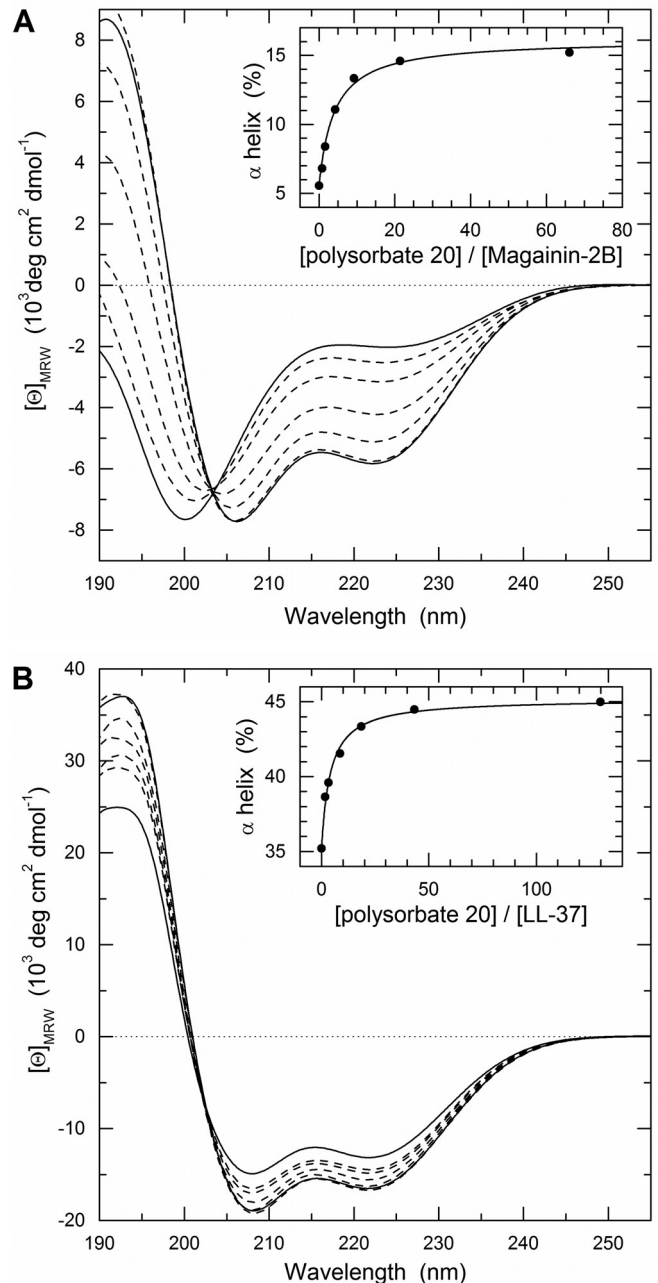 A
8
6
4
2
0
-2
-4
-6
-8
[Θ]MRW (10³deg cm² dmol⁻¹)
190 200 210 220 230 240 250
Wavelength (nm)
15
10
5
α helix (%)
0 20 40 60 80
[polysorbate 20] / [Magainin-2B]
B
40
30
20
10
0
-10
-20
[Θ]MRW (10³ deg cm² dmol⁻¹)
190 200 210 220 230 240 250
Wavelength (nm)
45
40
35
α helix (%)
0 50 100
[polysorbate 20] / [LL-37]